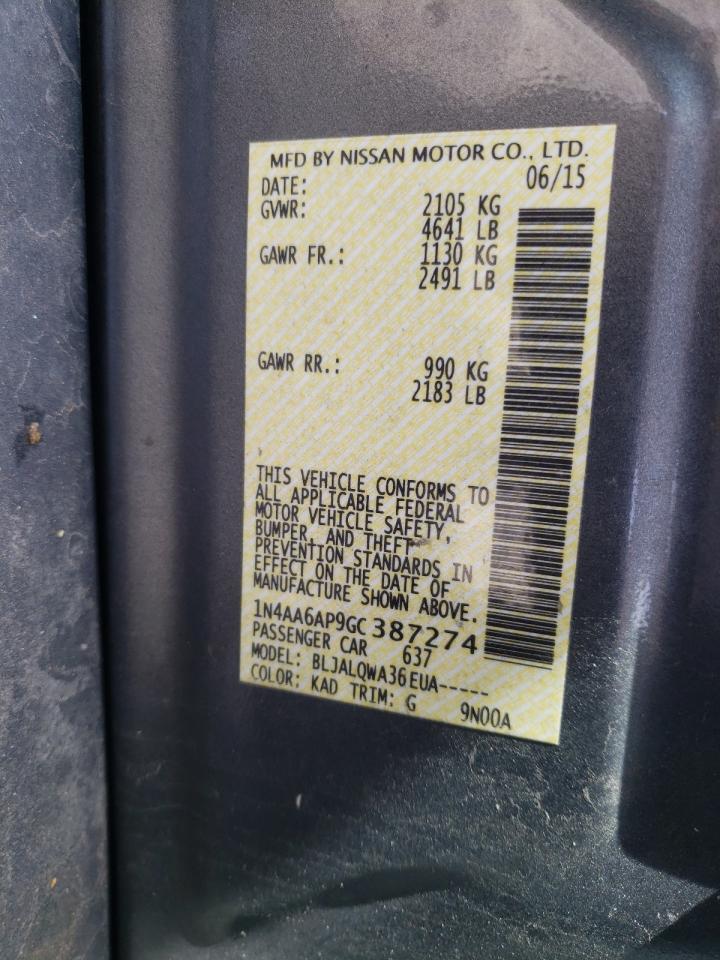 MFD BY NISSAN MOTOR CO., LTD.
DATE: 06/15
GVWR: 2105 KG
4641 LB
GAWR FR.: 1130 KG
2491 LB
GAWR RR.: 990 KG
2183 LB
THIS VEHICLE CONFORMS TO
ALL APPLICABLE FEDERAL
MOTOR VEHICLE SAFETY,
BUMPER, AND THEFT
PREVENTION STANDARDS IN
EFFECT ON THE DATE OF
MANUFACTURE SHOWN ABOVE.
1N4AA6AP9GC387274
PASSENGER CAR 637
MODEL: BLJALQWA36EUA-----
COLOR: KAD TRIM: G 9N00A